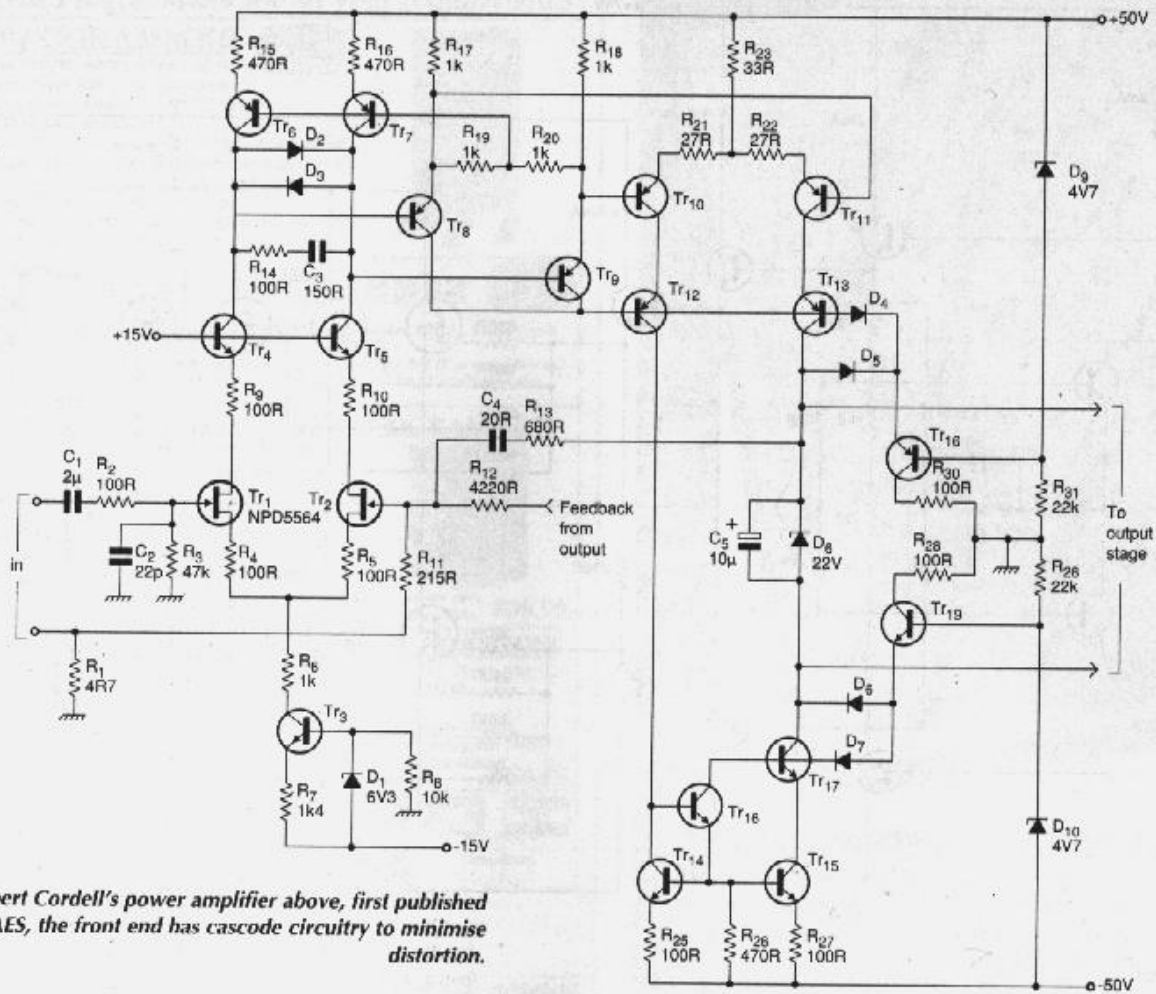 +50V
R15
470R
R16
470R
R17
1k
R18
1k
R23
33R
Tr6
Tr7
D2
D3
R19
1k
R20
1k
R21
27R
R22
27R
D9
4V7
Tr8
Tr10
Tr11
R14
100R
C3
150R
Tr9
Tr12
Tr13
D4
D5
+15V
Tr4
Tr5
R9
100R
R10
100R
C4
20R
R13
680R
R12
4220R
Feedback
from
output
Tr16
R30
100R
R31
22k
To
output
stage
C1
2µ
R2
100R
Tr1
NPD5564
Tr2
in
C2
22p
R3
47k
R4
100R
R5
100R
R11
215R
C5
10µ
+
D6
22V
R28
100R
R26
22k
Tr19
R1
4R7
R6
1k
Tr3
D6
D7
R7
1k4
D1
6V3
R8
10k
Tr17
Tr16
-15V
Tr14
Tr15
D10
4V7
R25
100R
R26
470R
R27
100R
-50V
pert Cordell's power amplifier above, first published
AES, the front end has cascode circuitry to minimise
distortion.